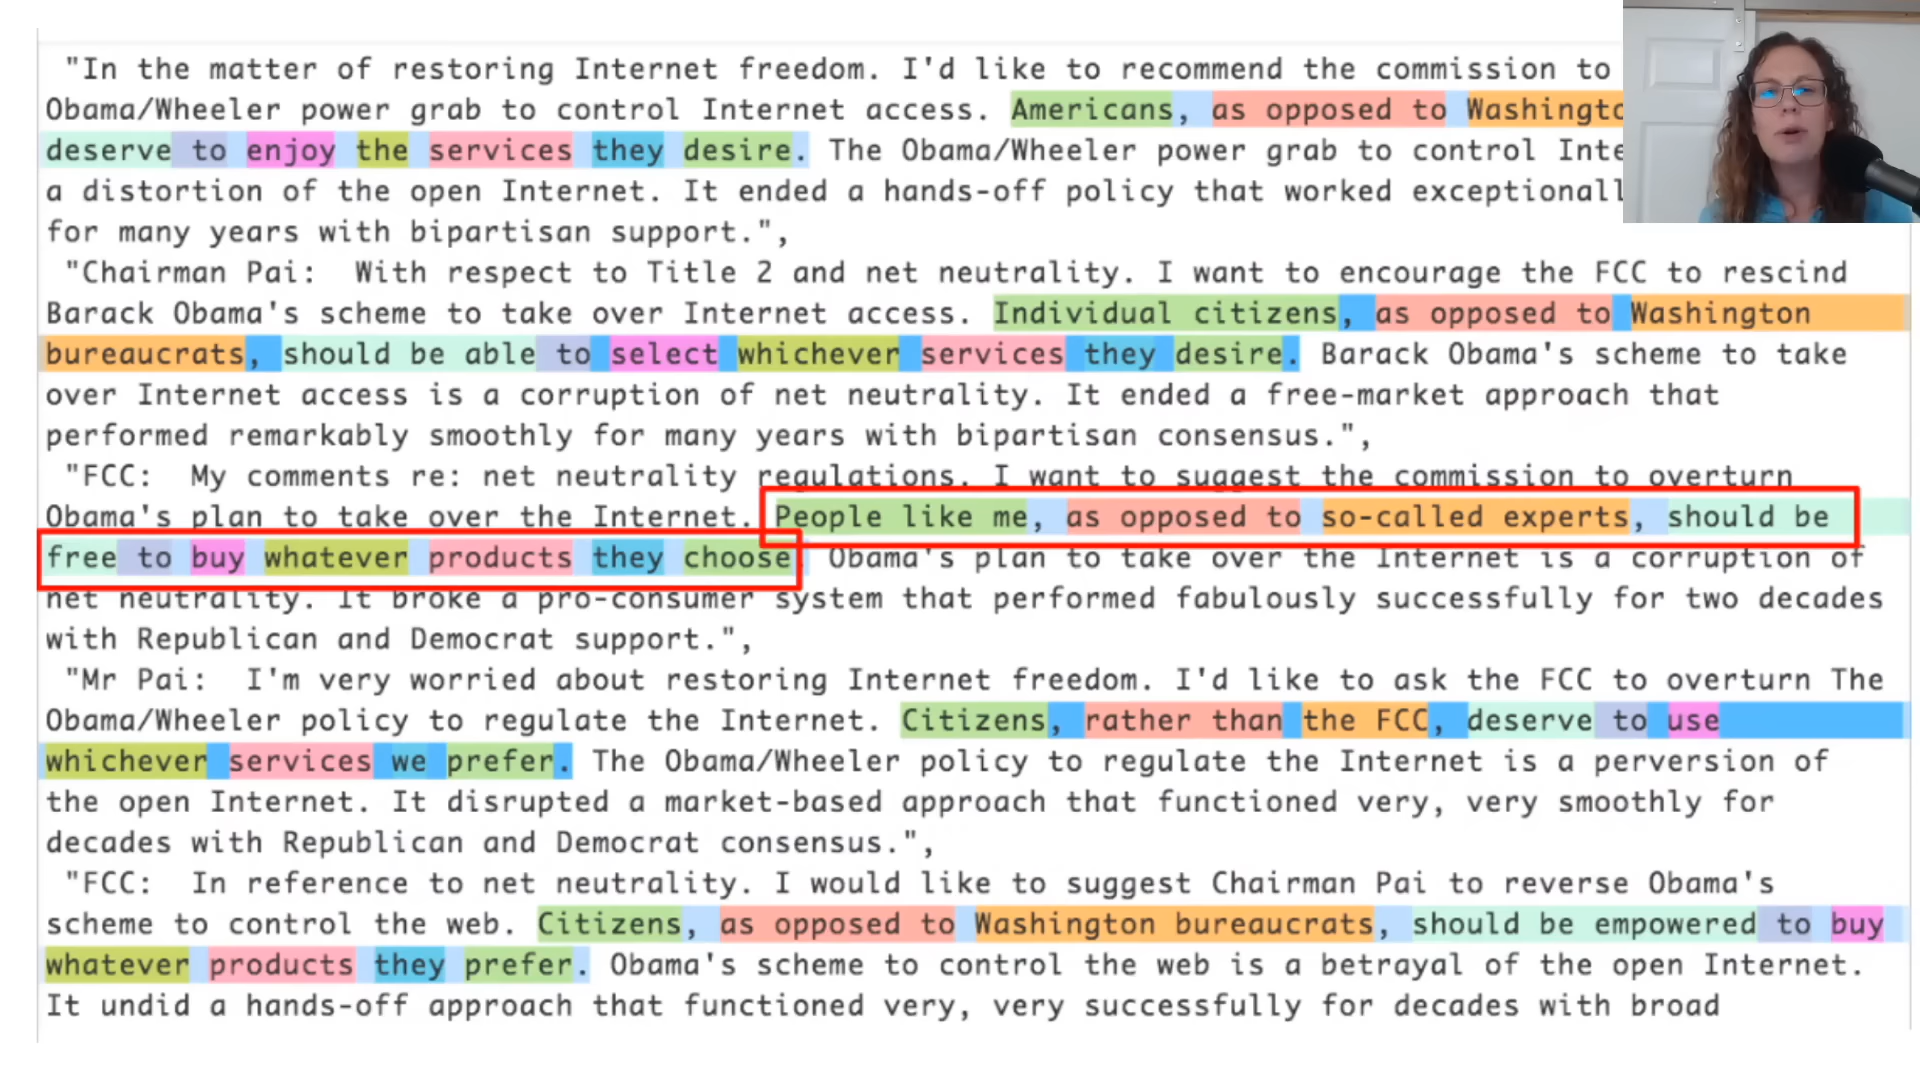 "In the matter of restoring Internet freedom. I'd like to recommend the commission to
Obama/Wheeler power grab to control Internet access. Americans, as opposed to
deserve to enjoy the services they desire. The Obama/Wheeler power grab to control
a distortion of the open Internet. It ended a hands-off policy that worked
for many years with bipartisan support.",
"Chairman Pai:  With respect to Title 2 and net neutrality. I want to encourage the FCC to rescind
Barack Obama's scheme to take over Internet access. Individual citizens, as opposed to Washington
bureaucrats, should be able to select whichever services they desire. Barack Obama's scheme to take
over Internet access is a corruption of net neutrality. It ended a free-market approach that
performed remarkably smoothly for many years with bipartisan consensus.",
"FCC:  My comments re: net neutrality regulations. I want to suggest the commission to overturn
Obama's plan to take over the Internet. People like me, as opposed to so-called experts, should be
free to buy whatever products they choose. Obama's plan to take over the Internet is a corruption of
net neutrality. It broke a pro-consumer system that performed fabulously successfully for two decades
with Republican and Democrat support.",
"Mr Pai:  I'm very worried about restoring Internet freedom. I'd like to ask the FCC to overturn The
Obama/Wheeler policy to regulate the Internet. Citizens, rather than the FCC, deserve to use
whichever services we prefer. The Obama/Wheeler policy to regulate the Internet is a perversion of
the open Internet. It disrupted a market-based approach that functioned very, very smoothly for
decades with Republican and Democrat consensus.",
"FCC:  In reference to net neutrality. I would like to suggest Chairman Pai to reverse Obama's
scheme to control the web. Citizens, as opposed to Washington bureaucrats, should be empowered to buy
whatever products they prefer. Obama's scheme to control the web is a betrayal of the open Internet.
It undid a hands-off approach that functioned very, very successfully for decades with broad